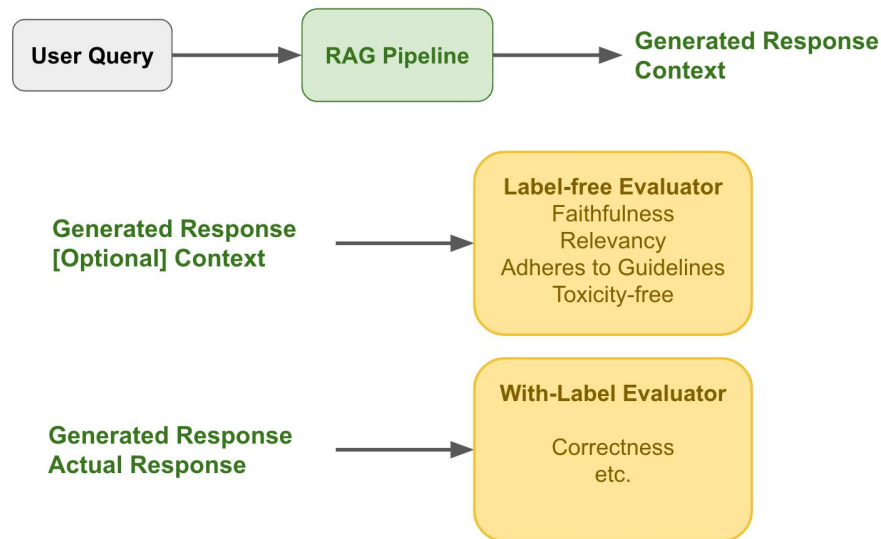 User Query
RAG Pipeline
Generated Response
Context
Generated Response
[Optional] Context
Label-free Evaluator
Faithfulness
Relevancy
Adheres to Guidelines
Toxicity-free
Generated Response
Actual Response
With-Label Evaluator
Correctness
etc.